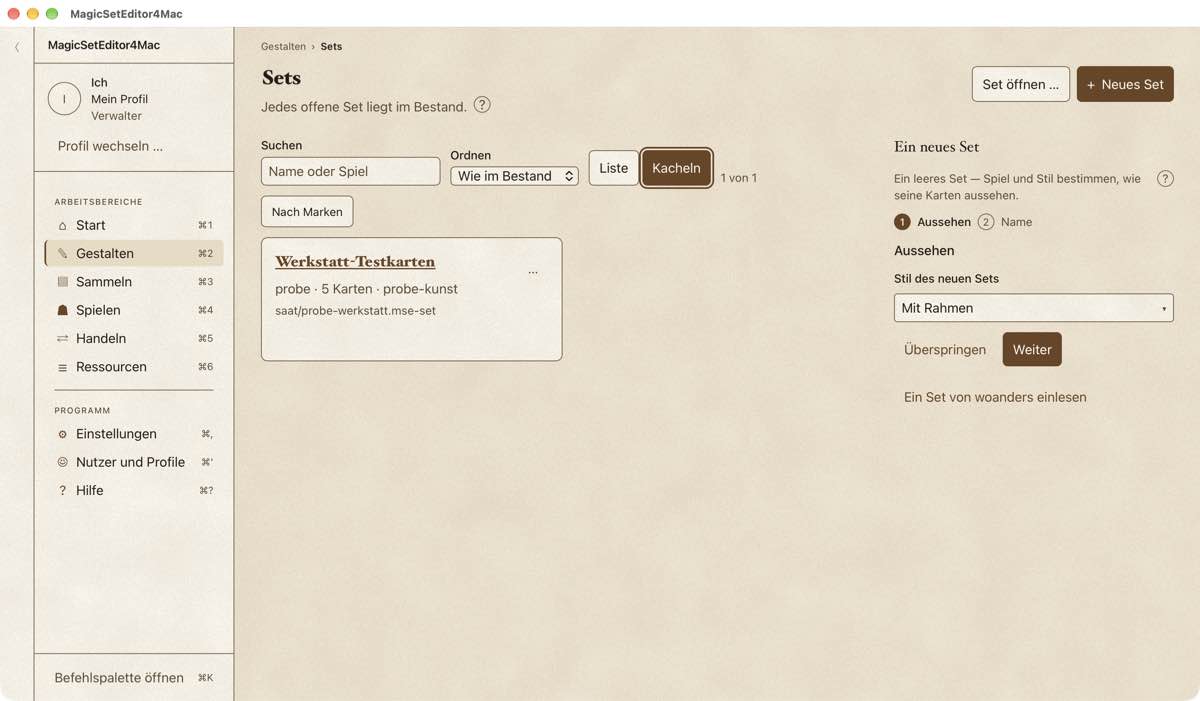 MagicSetEditor4Mac
MagicSetEditor4Mac
I
Ich
Mein Profil
Verwalter
Profil wechseln ...
ARBEITSBEREICHE
Start ⌘1
Gestalten ⌘2
Sammeln ⌘3
Spielen ⌘4
Handeln ⌘5
Ressourcen ⌘6
PROGRAMM
Einstellungen ⌘,
Nutzer und Profile ⌘'
? Hilfe ⌘?
Befehlspalette öffnen ⌘K
Gestalten › Sets
Sets
Jedes offene Set liegt im Bestand. ?
Set öffnen ...
+ Neues Set
Suchen
Name oder Spiel
Ordnen
Wie im Bestand
Liste
Kacheln
1 von 1
Nach Marken
Werkstatt-Testkarten
...
probe · 5 Karten · probe-kunst
saat/probe-werkstatt.mse-set
Ein neues Set
Ein leeres Set — Spiel und Stil bestimmen, wie
seine Karten aussehen.
?
1 Aussehen 2 Name
Aussehen
Stil des neuen Sets
Mit Rahmen
Überspringen
Weiter
Ein Set von woanders einlesen